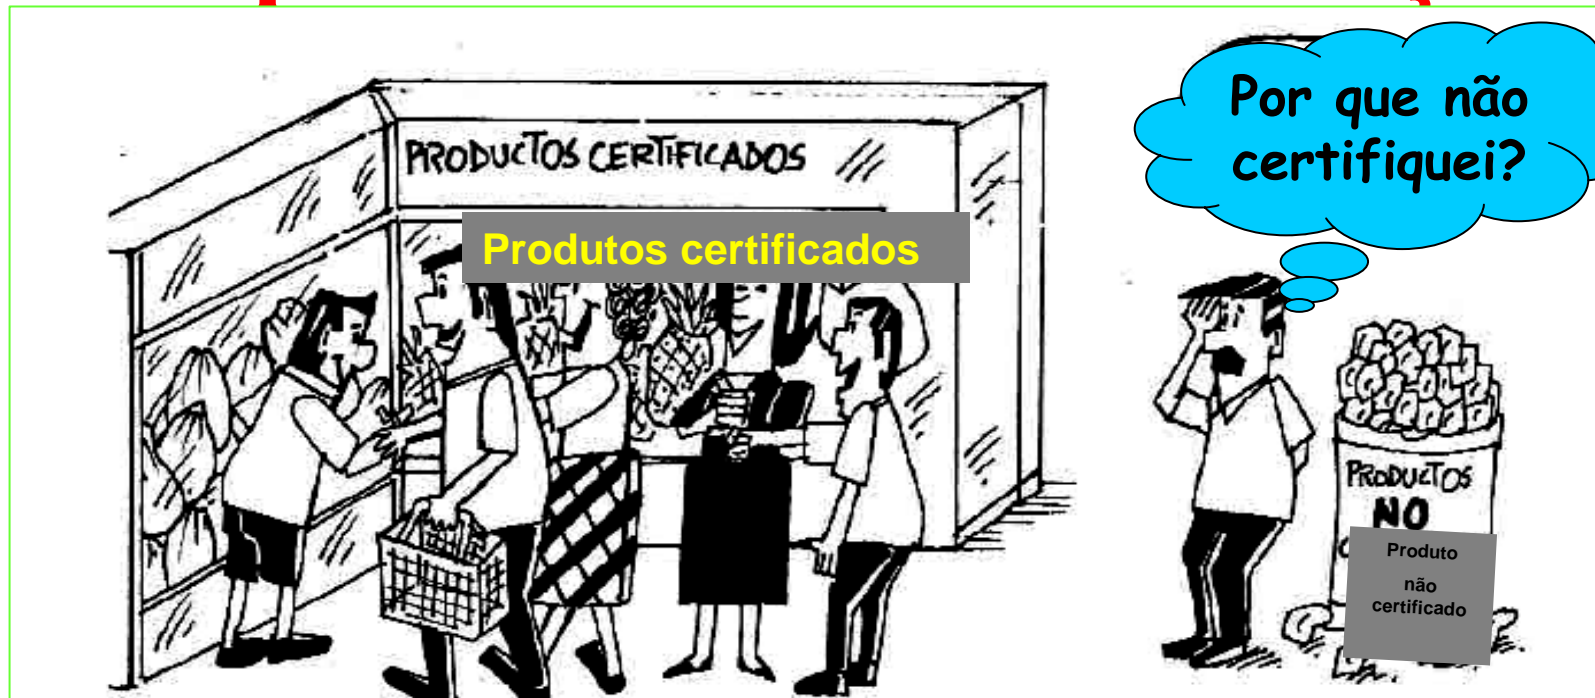 Por que não
certifiquei?
PRODUCTOS CERTIFICADOS
Produtos certificados
PRODUCTOS
NO
Produto
não
certificado